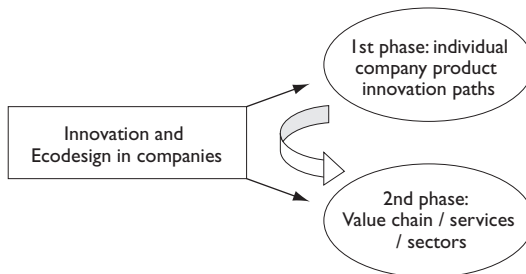 1st phase: individual
company product
innovation paths
Innovation and
Ecodesign in companies
2nd phase:
Value chain / services
/ sectors